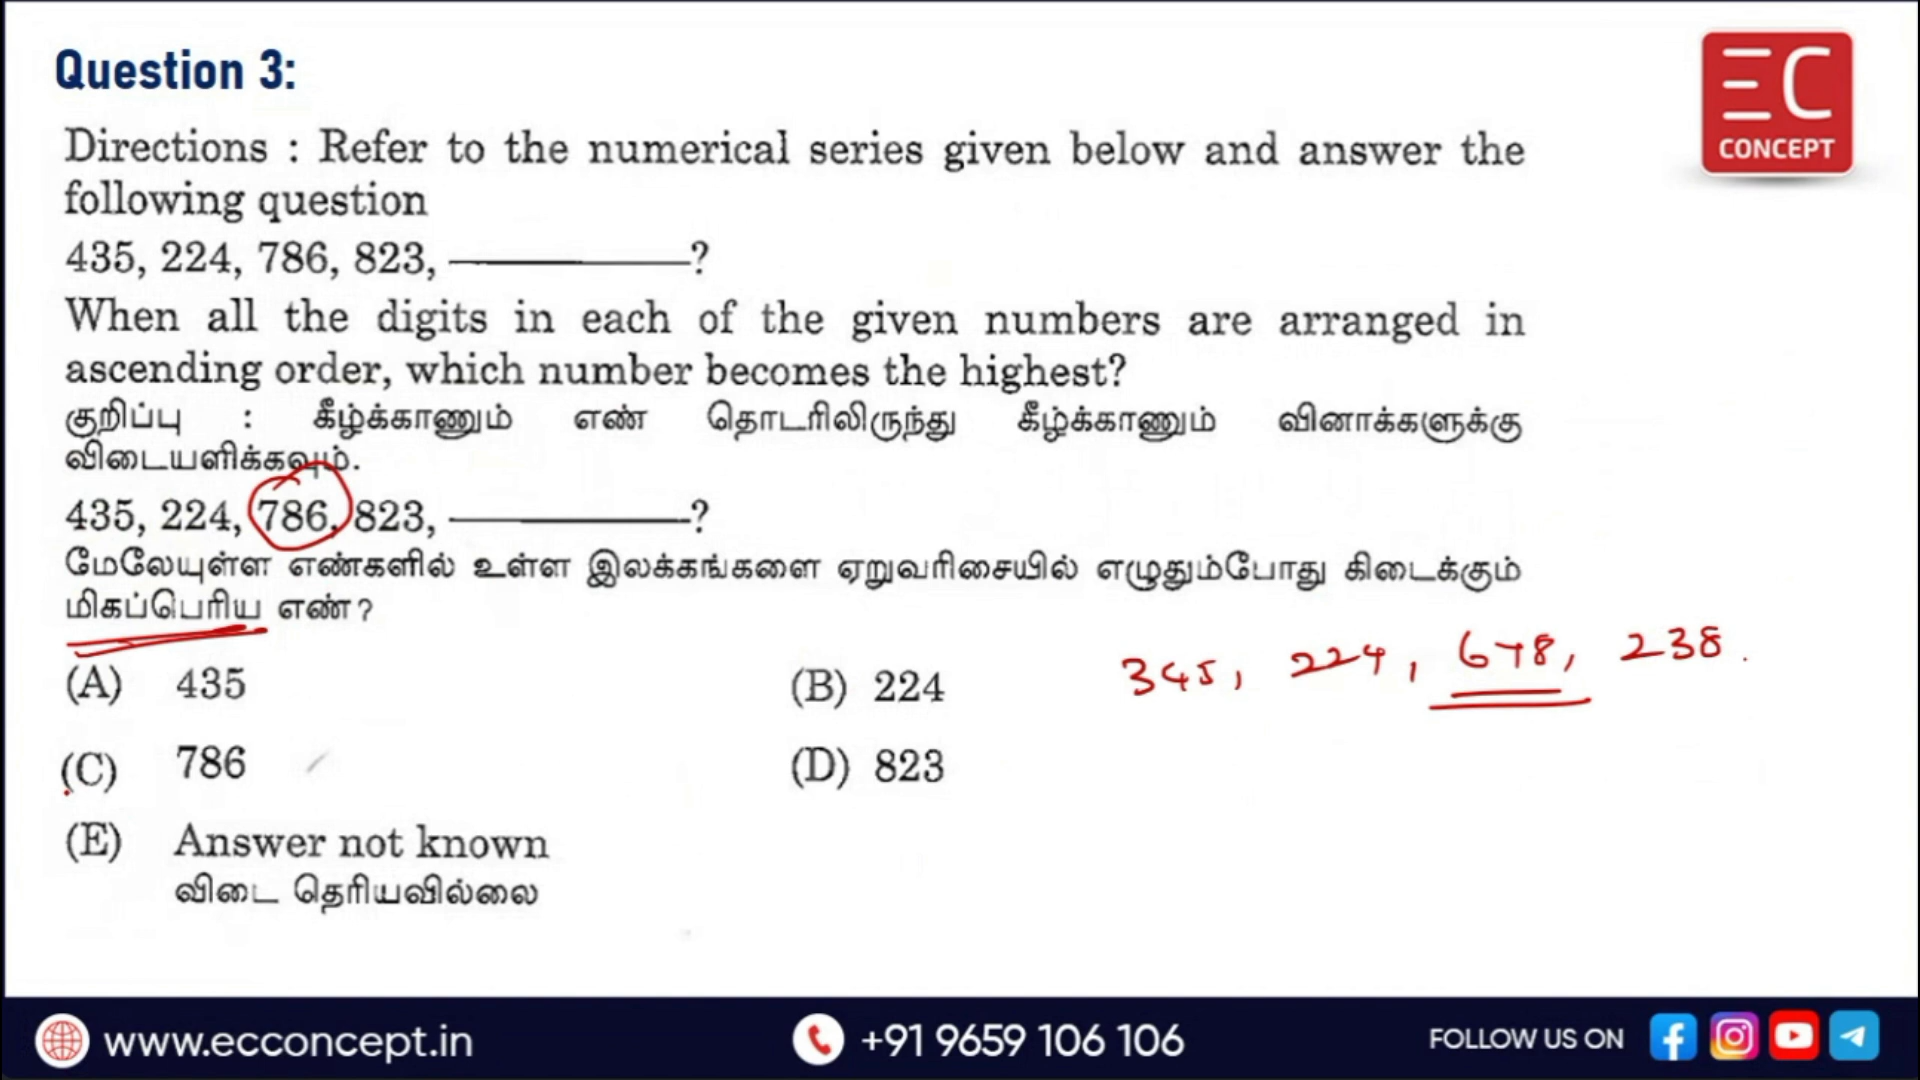 Question 3:
EC
CONCEPT
Directions : Refer to the numerical series given below and answer the
following question
435, 224, 786, 823, ————?
When all the digits in each of the given numbers are arranged in
ascending order, which number becomes the highest?
குறிப்பு : கீழ்க்காணும் எண் தொடரிலிருந்து கீழ்க்காணும் வினாக்களுக்கு
விடையளிக்கவும்.
435, 224, 786, 823, ————?
மேலேயுள்ள எண்களில் உள்ள இலக்கங்களை ஏறுவரிசையில் எழுதும்போது கிடைக்கும்
மிகப்பெரிய எண்?
345, 224, 678, 238.
(A) 435
(B) 224
(C) 786
(D) 823
(E) Answer not known
விடை தெரியவில்லை
www.ecconcept.in
+91 9659 106 106
FOLLOW US ON